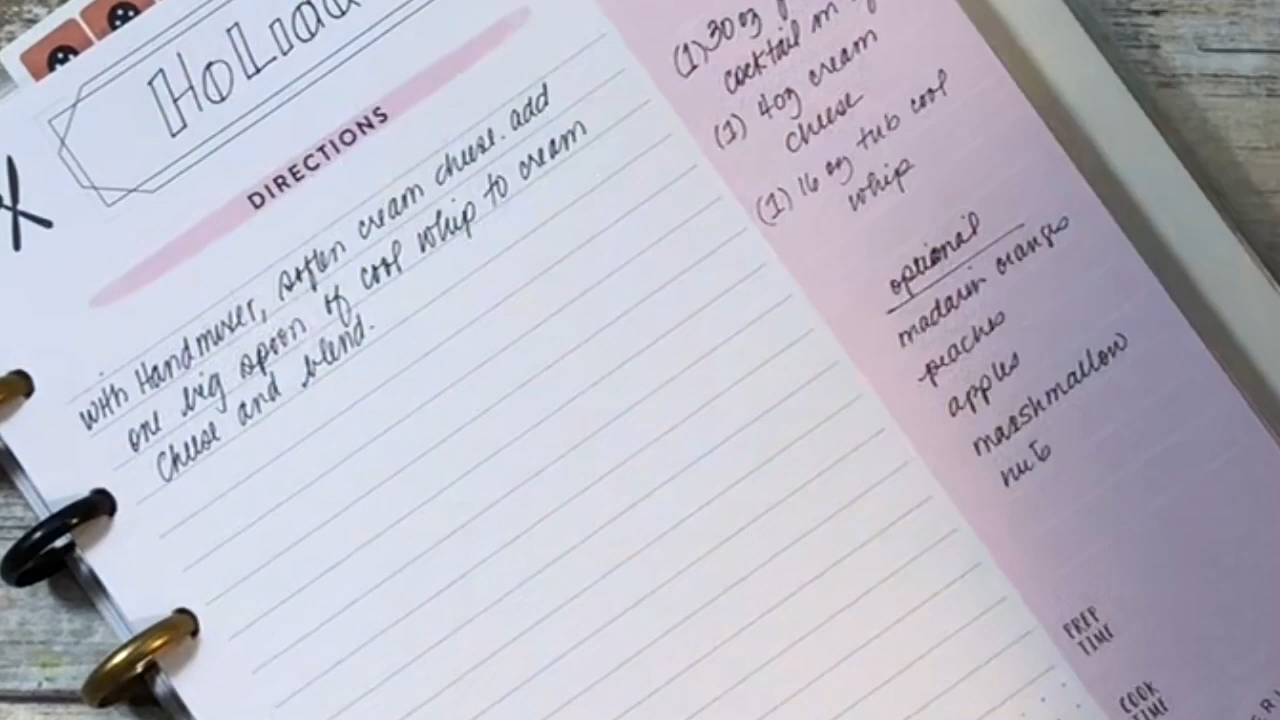 DIRECTIONS
with Handmixer, soften cream cheese. add
one big spoon of cool whip to cream
cheese and blend.
(1) 30 oz
cocktail in
(1) 4oz cream
cheese
(1) 16 oz tub cool
whip
optional
madarin oranges
peaches
apples
marshmallow
nuts
PREP
TIME
COOK
TIME